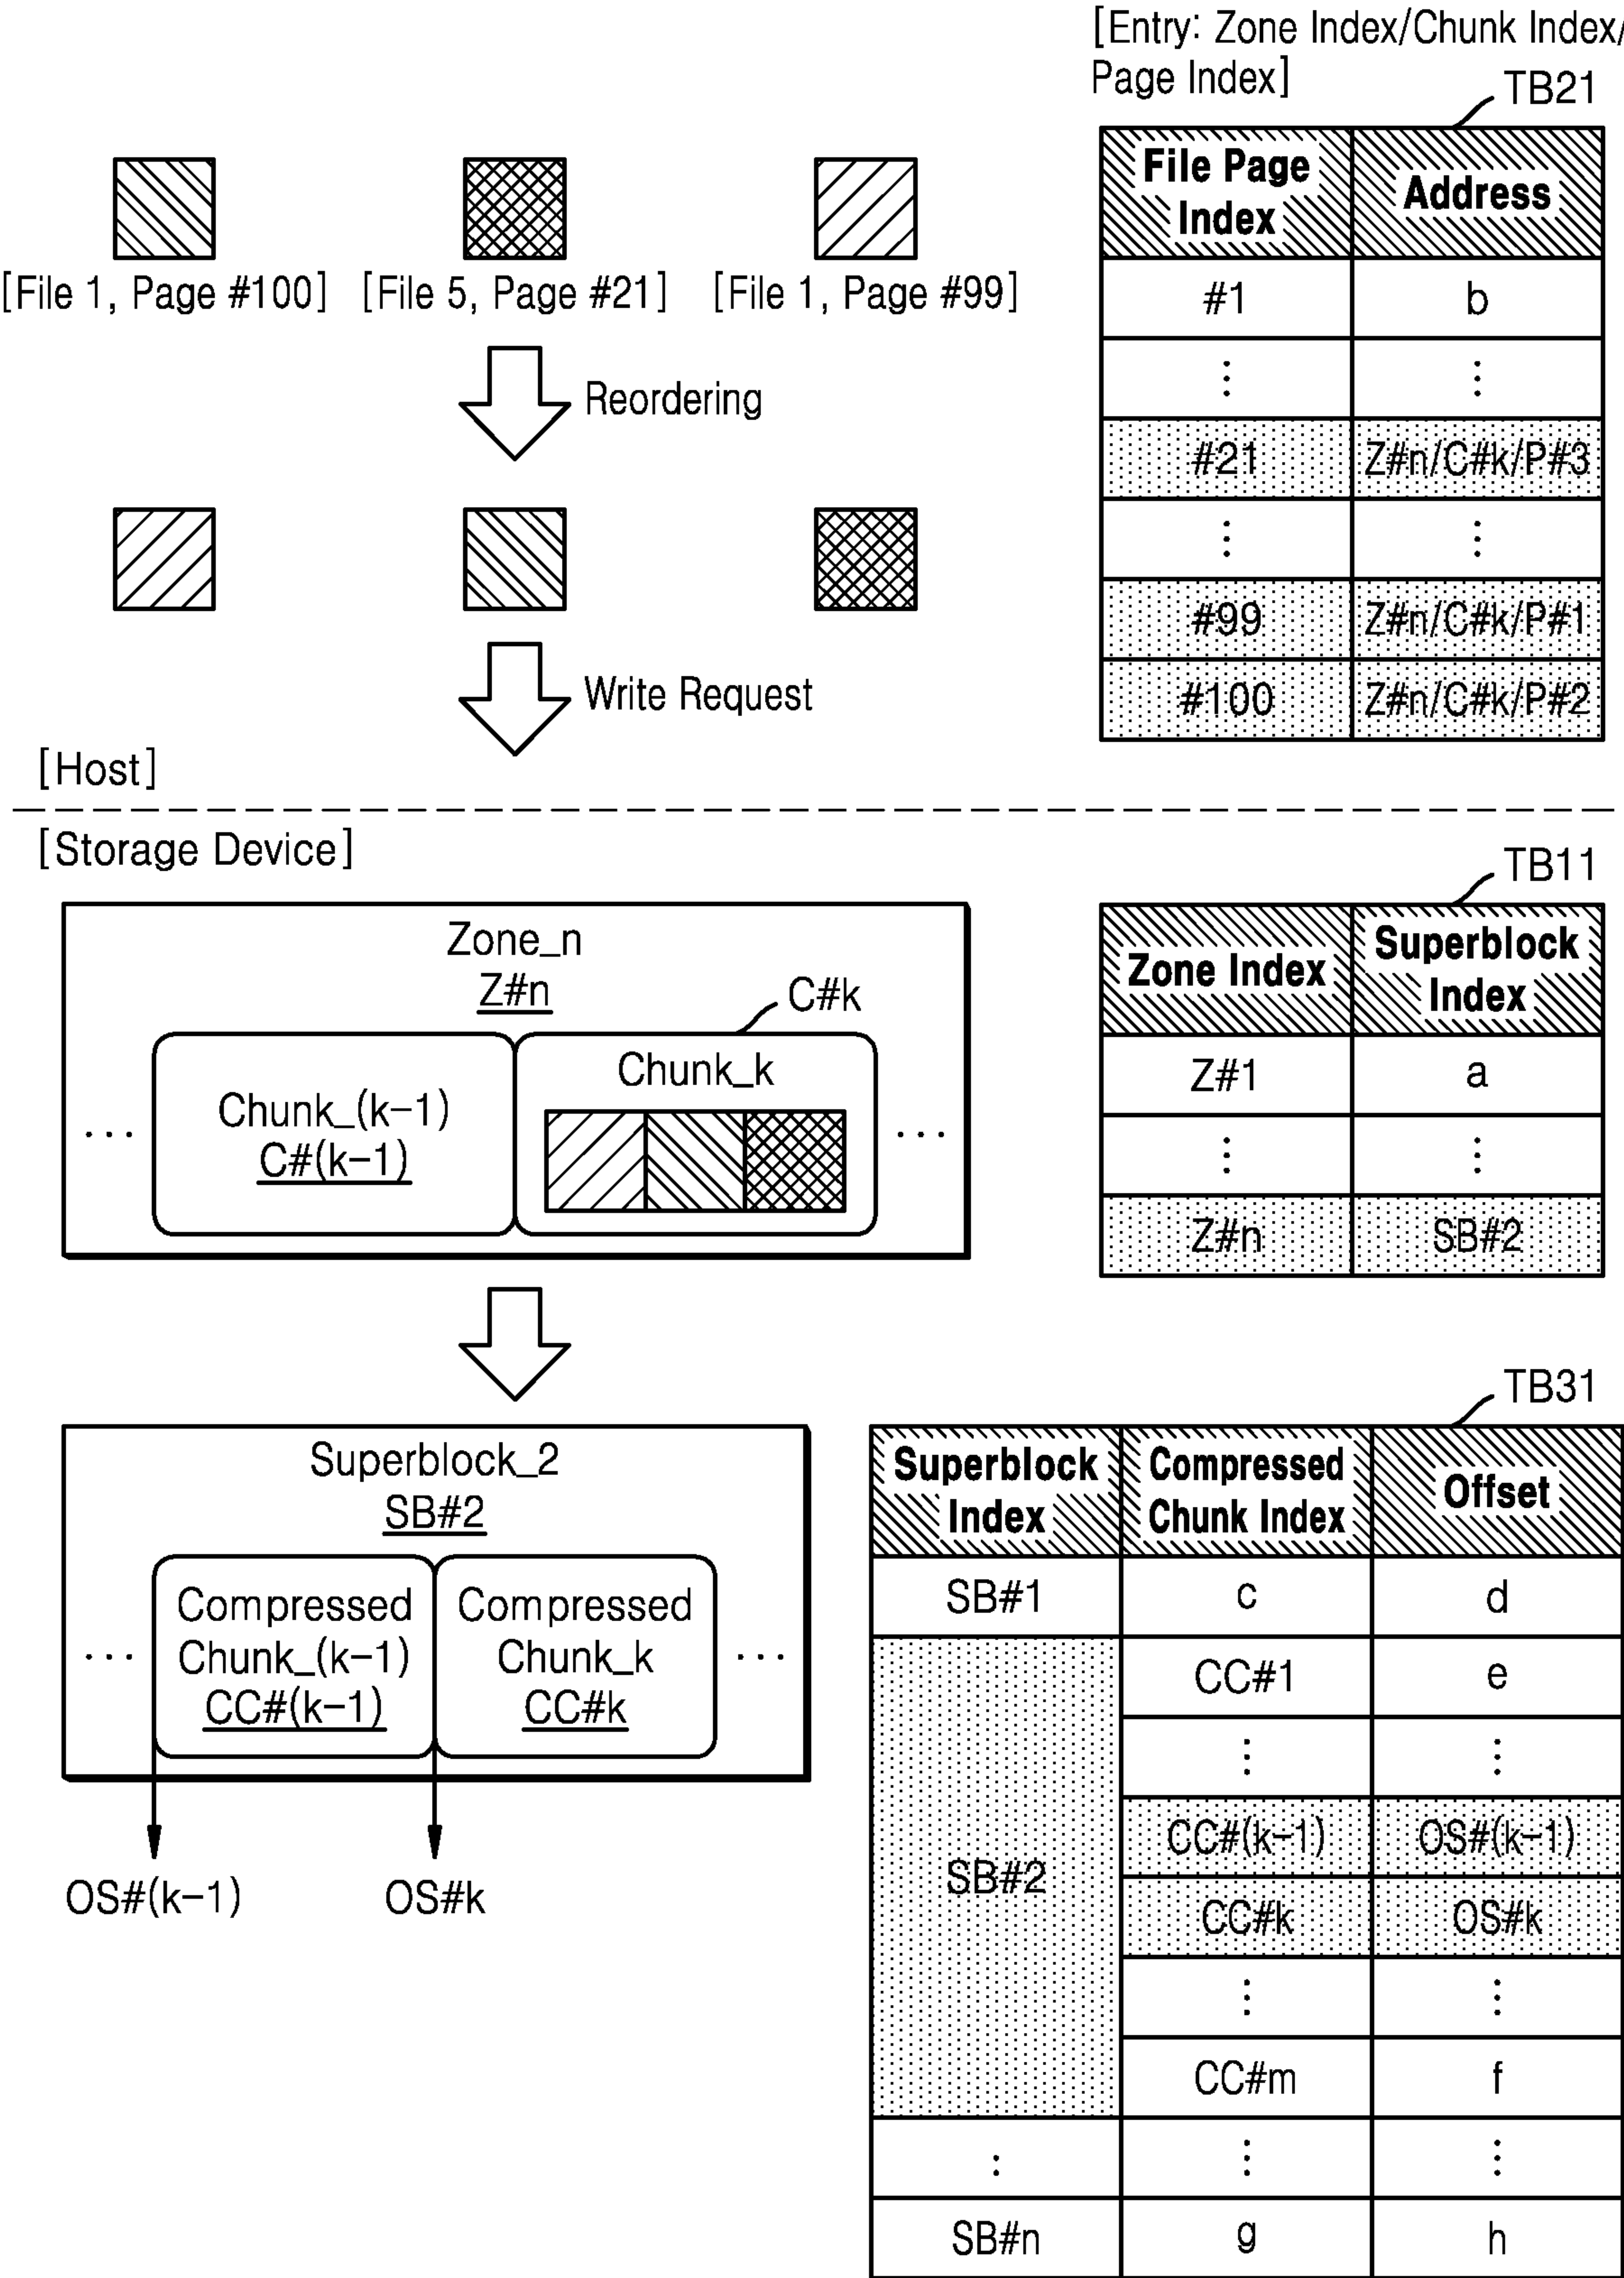 [Entry: Zone Index/Chunk Index/
Page Index]
TB21
File Page
Index
Address
#1
b
⋮
⋮
#21
Z#n/C#k/P#3
⋮
⋮
#99
Z#n/C#k/P#1
#100
Z#n/C#k/P#2
[File 1, Page #100]
[File 5, Page #21]
[File 1, Page #99]
Reordering
Write Request
[Host]
[Storage Device]
Zone_n
Z#n
C#k
Chunk_(k-1)
C#(k-1)
Chunk_k
...
...
TB11
Zone Index
Superblock
Index
Z#1
a
⋮
⋮
Z#n
SB#2
Superblock_2
SB#2
...
Compressed
Chunk_(k-1)
CC#(k-1)
Compressed
Chunk_k
CC#k
...
OS#(k-1)
OS#k
TB31
Superblock
Index
Compressed
Chunk Index
Offset
SB#1
c
d
SB#2
CC#1
e
⋮
⋮
CC#(k-1)
OS#(k-1)
CC#k
OS#k
⋮
⋮
CC#m
f
:
⋮
⋮
SB#n
g
h